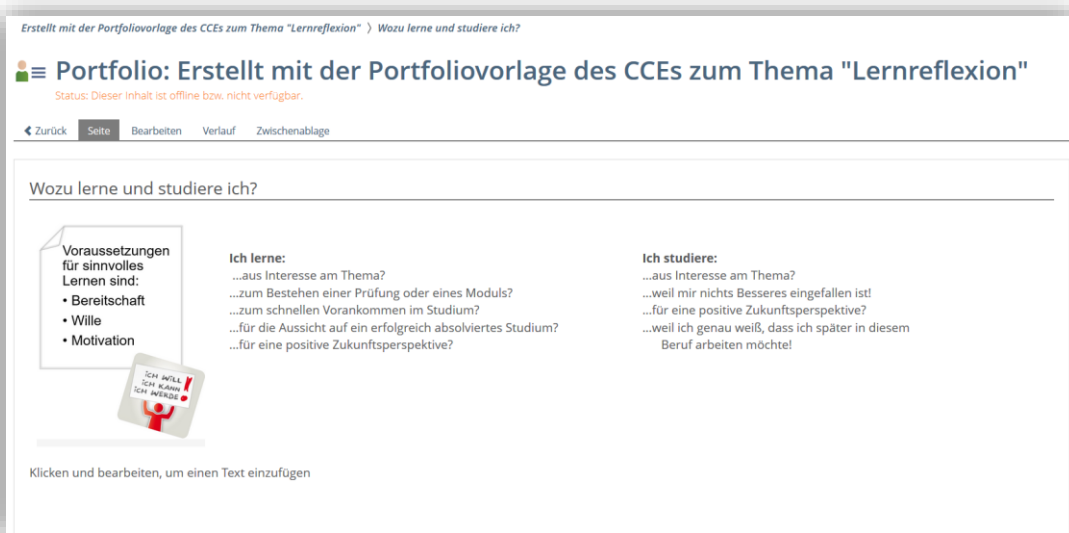 Erstellt mit der Portfoliovorlage des CCEs zum Thema "Lernreflexion" 〉 Wozu lerne und studiere ich?
Portfolio: Erstellt mit der Portfoliovorlage des CCEs zum Thema "Lernreflexion"
Status: Dieser Inhalt ist offline bzw. nicht verfügbar.
Zurück Seite Bearbeiten Verlauf Zwischenablage
Wozu lerne und studiere ich?
Voraussetzungen
für sinnvolles
Lernen sind:
• Bereitschaft
• Wille
• Motivation
ICH WILL
ICH KANN
ICH WERDE!
Ich lerne:
...aus Interesse am Thema?
...zum Bestehen einer Prüfung oder eines Moduls?
...zum schnellen Vorankommen im Studium?
...für die Aussicht auf ein erfolgreich absolviertes Studium?
...für eine positive Zukunftsperspektive?
Ich studiere:
...aus Interesse am Thema?
...weil mir nichts Besseres eingefallen ist!
...für eine positive Zukunftsperspektive?
...weil ich genau weiß, dass ich später in diesem
Beruf arbeiten möchte!
Klicken und bearbeiten, um einen Text einzufügen